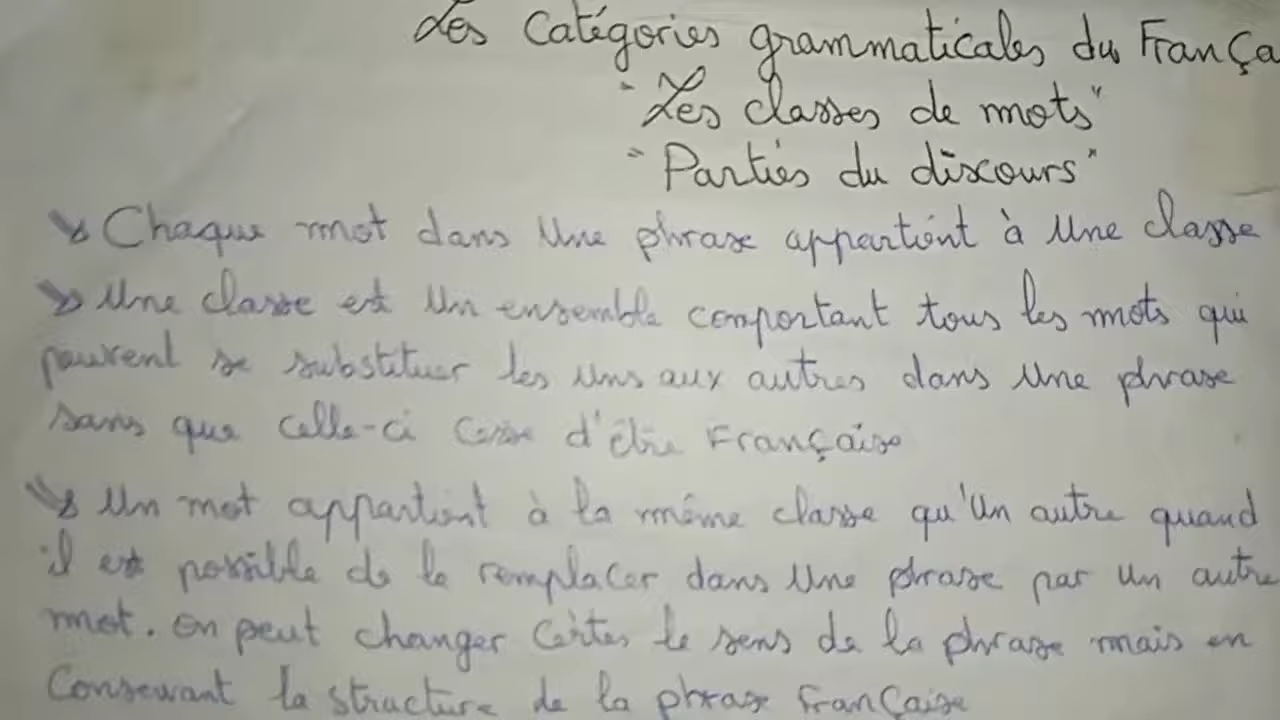 Les Catégories grammaticales du França
"Les classes de mots"
"Parties du discours"
Chaque mot dans une phrase appartient à une classe
Une classe est un ensemble comportant tous les mots qui
peuvent se substituer les uns aux autres dans une phrase
sans que celle-ci cesse d'être Française
Un mot appartient à la même classe qu'un autre quand
il est possible de le remplacer dans une phrase par un autre
mot. on peut changer certes le sens de la phrase mais en
Conservant la structure de la phrase Française